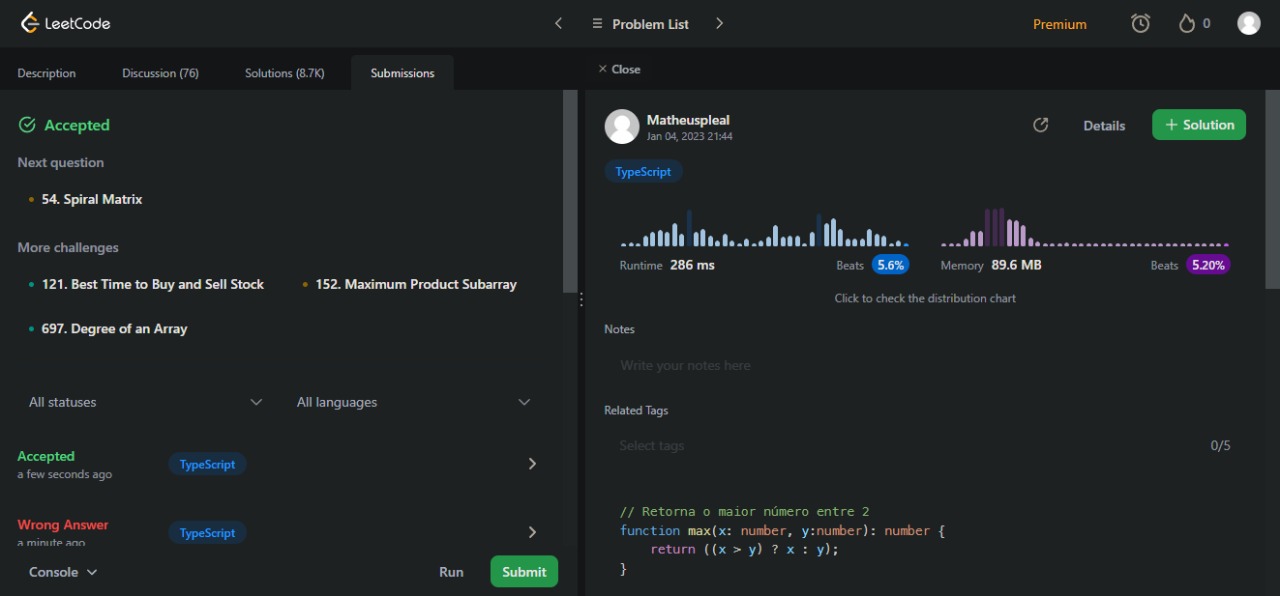 LeetCode
Problem List
Premium
0
Description
Discussion (76)
Solutions (8.7K)
Submissions
Accepted
Next question
54. Spiral Matrix
More challenges
121. Best Time to Buy and Sell Stock
152. Maximum Product Subarray
697. Degree of an Array
All statuses
All languages
Accepted
a few seconds ago
TypeScript
Wrong Answer
a minute ago
TypeScript
Console
Run
Submit
× Close
Matheuspleal
Jan 04, 2023 21:44
Details
+ Solution
TypeScript
Runtime 286 ms
Beats 5.6%
Memory 89.6 MB
Beats 5.20%
Click to check the distribution chart
Notes
Write your notes here
Related Tags
Select tags
0/5
// Retorna o maior número entre 2
function max(x: number, y:number): number {
return ((x > y) ? x : y);
}